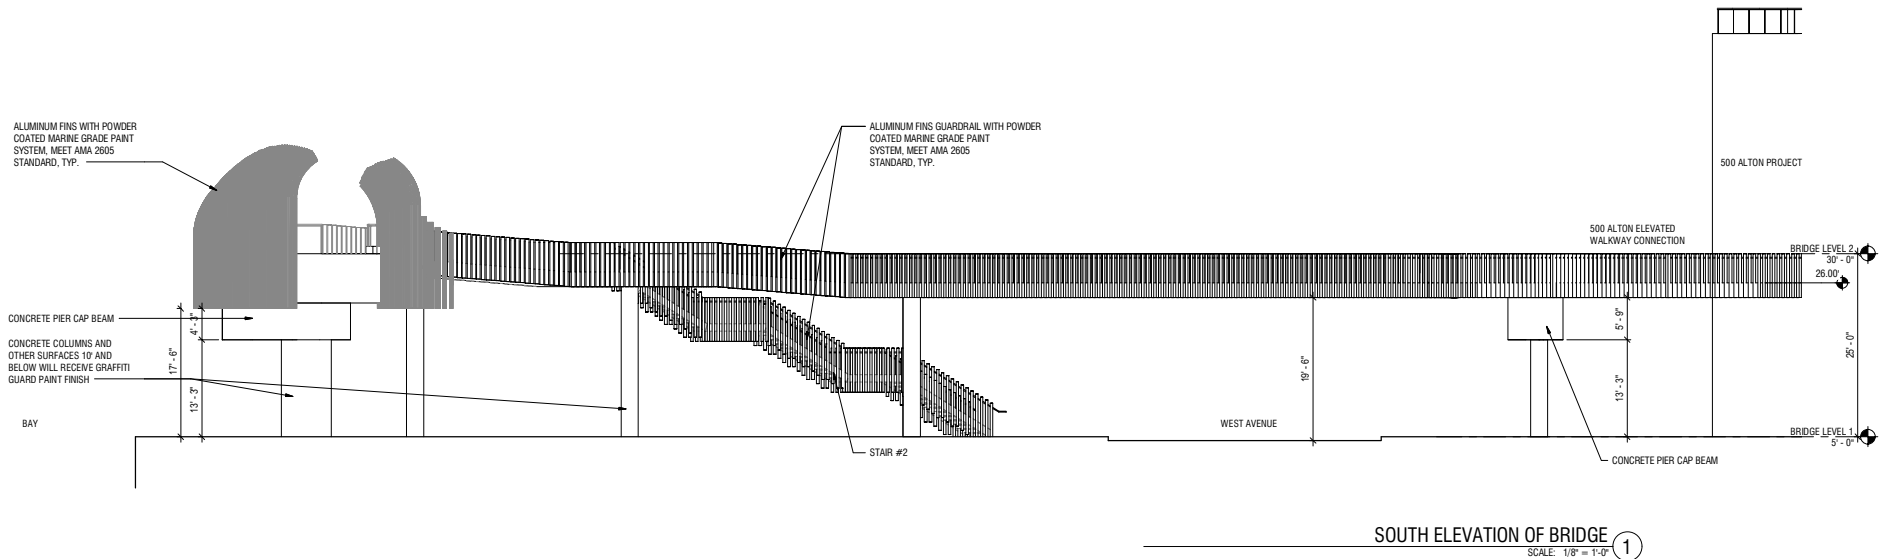 ALUMINUM FINS WITH POWDER
COATED MARINE GRADE PAINT
SYSTEM, MEET AMA 2605
STANDARD, TYP.
ALUMINUM FINS GUARDRAIL WITH POWDER
COATED MARINE GRADE PAINT
SYSTEM, MEET AMA 2605
STANDARD, TYP.
500 ALTON PROJECT
500 ALTON ELEVATED
WALKWAY CONNECTION
BRIDGE LEVEL 2
30' - 0"
26.00'
CONCRETE PIER CAP BEAM
CONCRETE COLUMNS AND
OTHER SURFACES 10' AND
BELOW WILL RECEIVE GRAFFITI
GUARD PAINT FINISH
17' - 6"
4' - 3"
13' - 3"
19' - 6"
5' - 9"
13' - 3"
25' - 0"
BAY
WEST AVENUE
BRIDGE LEVEL 1
5' - 0"
STAIR #2
CONCRETE PIER CAP BEAM
SOUTH ELEVATION OF BRIDGE
1
SCALE: 1/8" = 1'-0"